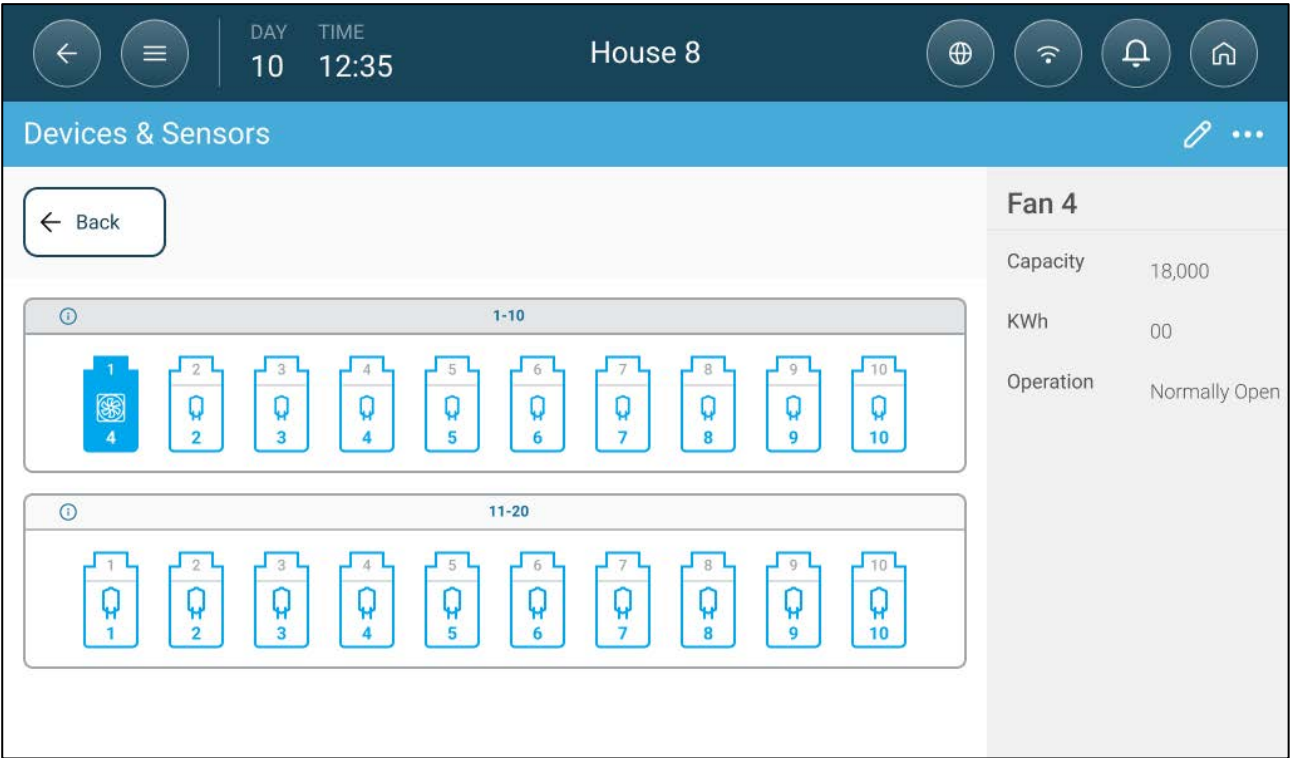 DAY TIME
10 12:35
House 8
Devices & Sensors
Back
1-10
1 2 3 4 5 6 7 8 9 10
4 2 3 4 5 6 7 8 9 10
11-20
1 2 3 4 5 6 7 8 9 10
1 2 3 4 5 6 7 8 9 10
Fan 4
Capacity 18,000
KWh 00
Operation Normally Open